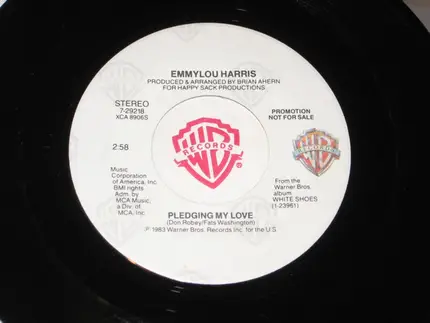 EMMYLOU HARRIS
PRODUCED & ARRANGED BY BRIAN AHERN
FOR HAPPY SACK PRODUCTIONS
STEREO
7-29218
XCA 8906S
PROMOTION
NOT FOR SALE
2:58
WB
RECORDS
®
WB
RECORDS
Music
Corporation
of America, Inc.
BMI rights
Adm. by
MCA Music,
a Div. of
MCA, Inc.
From the
Warner Bros.
album
WHITE SHOES
(1-23961)
PLEDGING MY LOVE
(Don Robey/Fats Washington)
℗ 1983 Warner Bros. Records Inc. for the U.S.